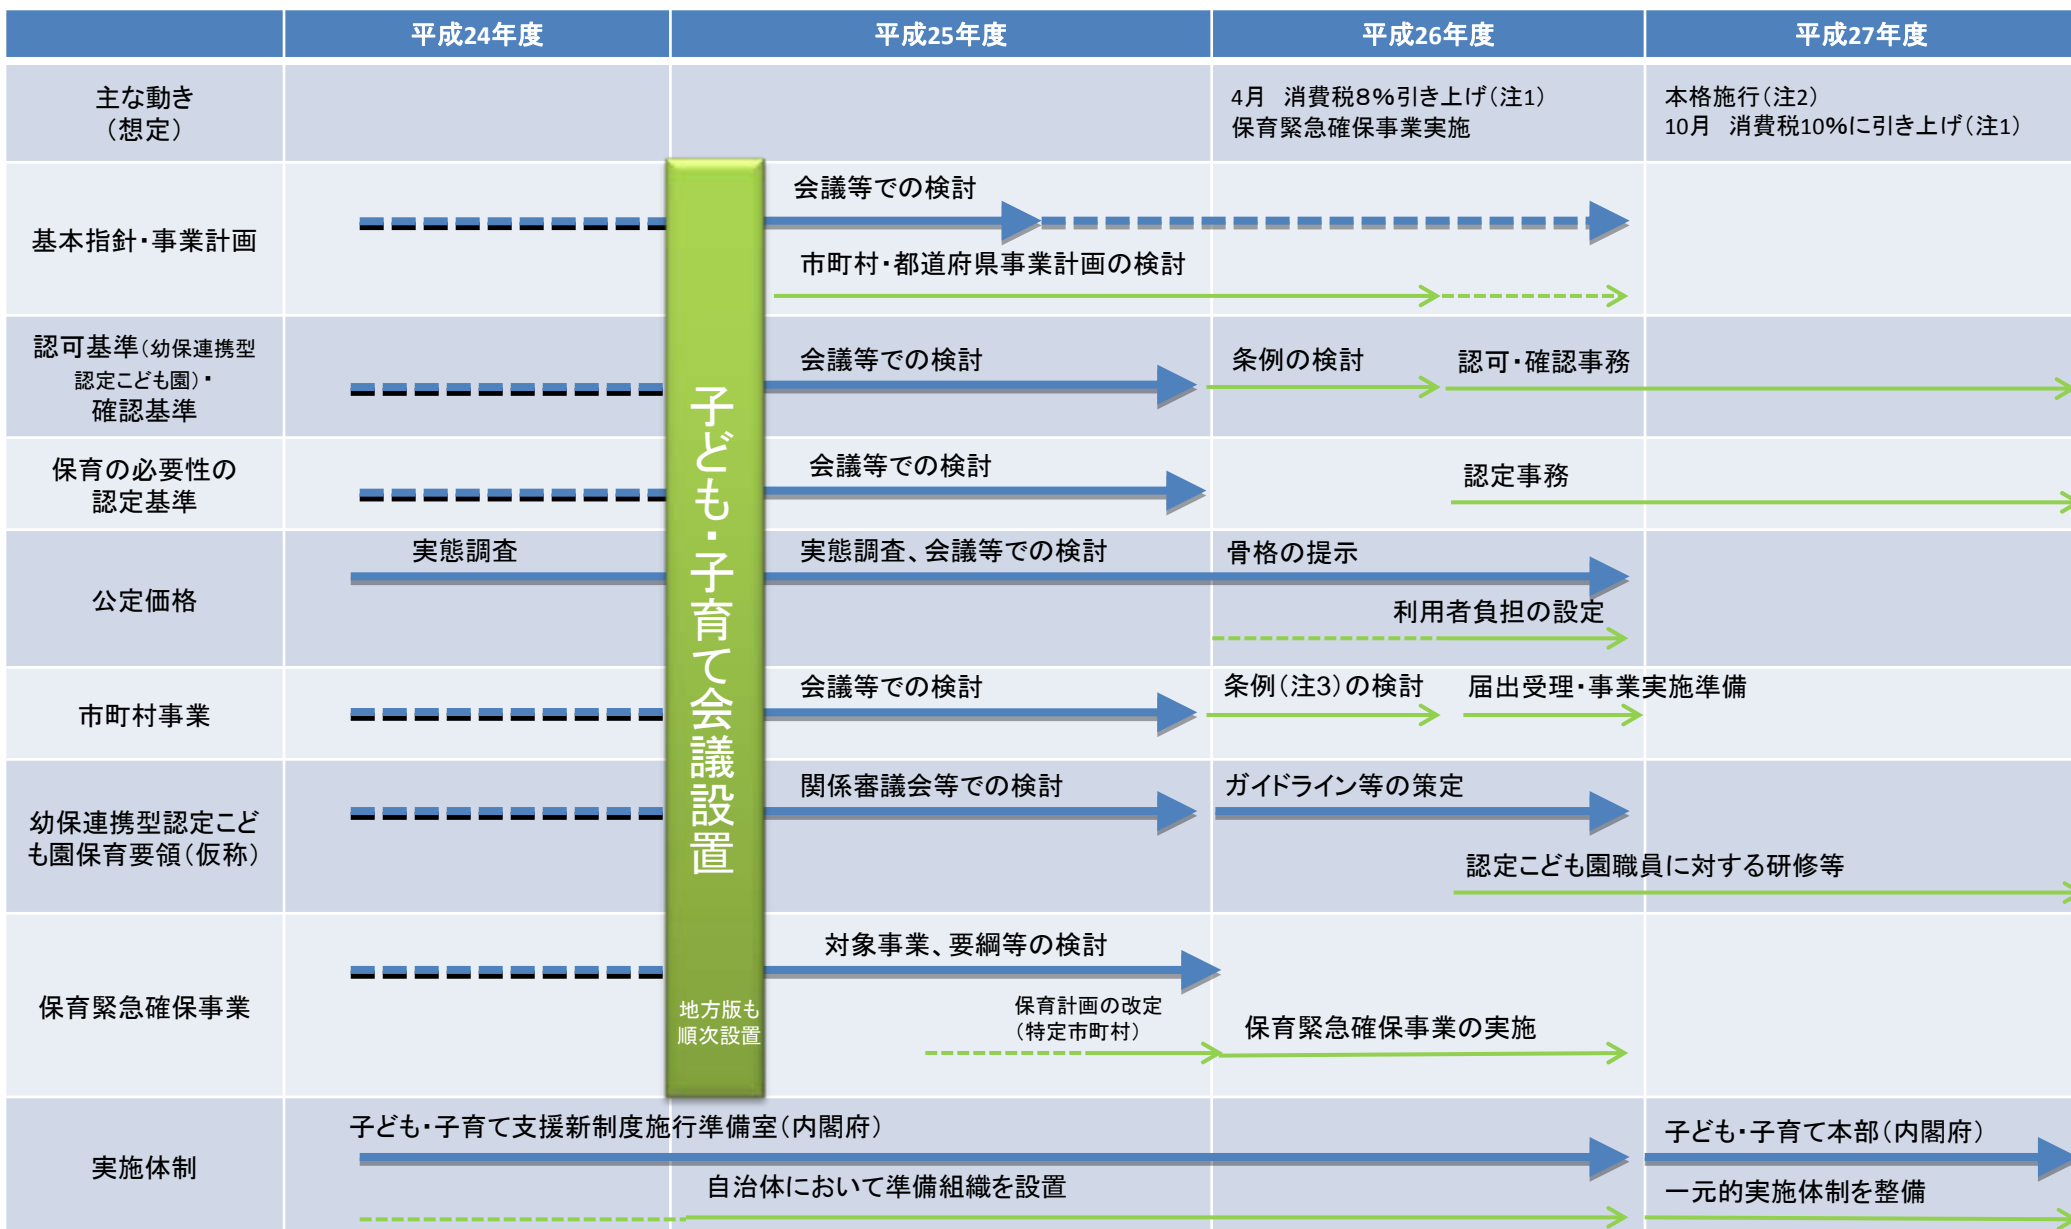 平成24年度
平成25年度
平成26年度
平成27年度
主な動き
（想定）
4月　消費税８％引き上げ（注1）
保育緊急確保事業実施
本格施行（注2）
10月　消費税10％に引き上げ（注1）
子ども・子育て会議設置
地方版も
順次設置
基本指針・事業計画
会議等での検討
市町村・都道府県事業計画の検討
認可基準（幼保連携型
認定こども園）・
確認基準
会議等での検討
条例の検討
認可・確認事務
保育の必要性の
認定基準
会議等での検討
認定事務
公定価格
実態調査
実態調査、会議等での検討
骨格の提示
利用者負担の設定
市町村事業
会議等での検討
条例（注3）の検討
届出受理・事業実施準備
幼保連携型認定こど
も園保育要領（仮称）
関係審議会等での検討
ガイドライン等の策定
認定こども園職員に対する研修等
保育緊急確保事業
対象事業、要綱等の検討
保育計画の改定
（特定市町村）
保育緊急確保事業の実施
実施体制
子ども・子育て支援新制度施行準備室（内閣府）
子ども・子育て本部（内閣府）
自治体において準備組織を設置
一元的実施体制を整備